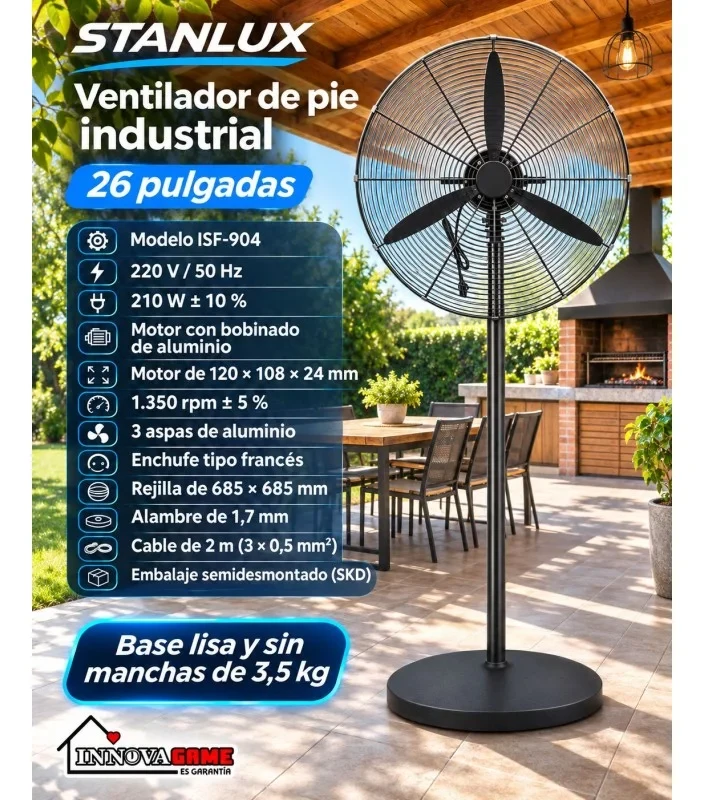 STANLUX
Ventilador de pie
industrial
26 pulgadas
Modelo ISF-904
220 V / 50 Hz
210 W ± 10 %
Motor con bobinado
de aluminio
Motor de 120 × 108 × 24 mm
1.350 rpm ± 5 %
3 aspas de aluminio
Enchufe tipo francés
Rejilla de 685 × 685 mm
Alambre de 1,7 mm
Cable de 2 m (3 × 0,5 mm²)
Embalaje semidesmontado (SKD)
Base lisa y sin
manchas de 3,5 kg
INNOVAGAME
ES GARANTÍA